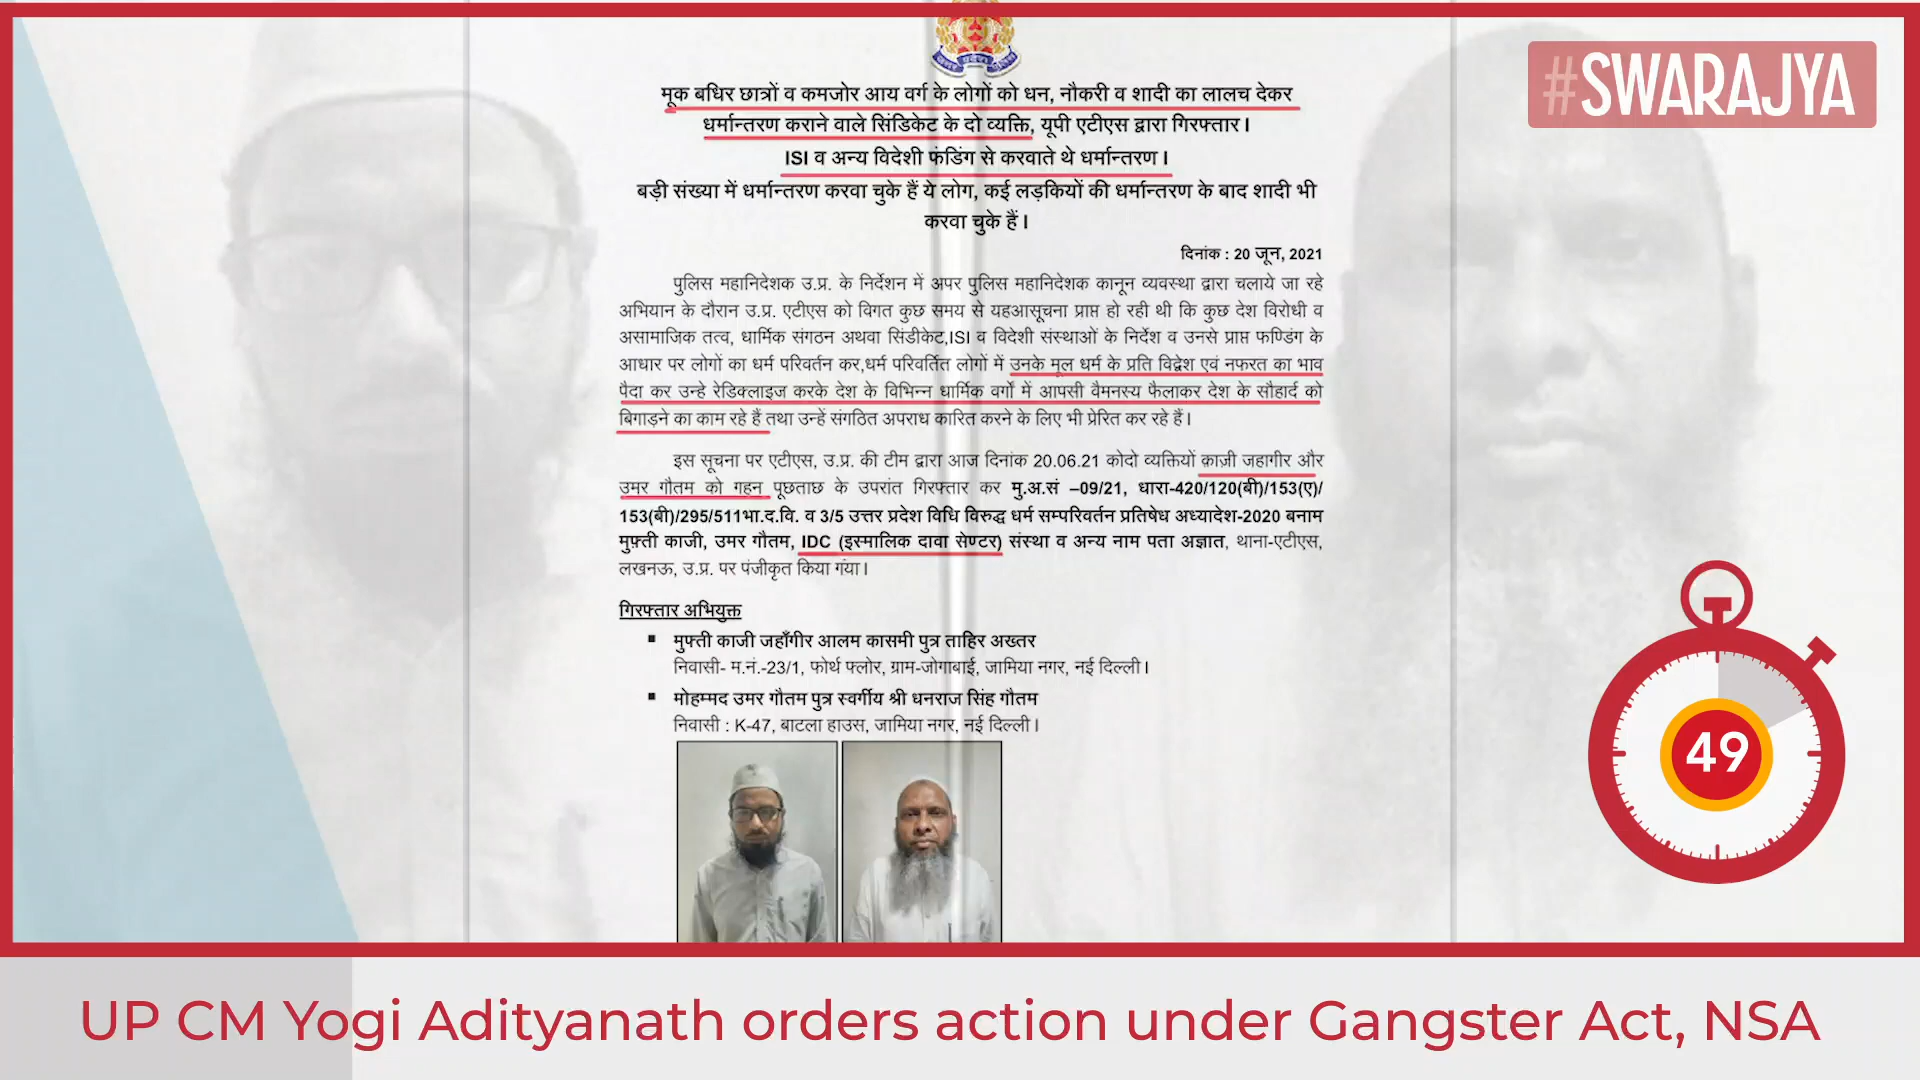 #SWARAJYA
मूक बधिर छात्रों व कमजोर आय वर्ग के लोगों को धन, नौकरी व शादी का लालच देकर
धर्मान्तरण कराने वाले सिंडिकेट के दो व्यक्ति, यूपी एटीएस द्वारा गिरफ्तार।
ISI व अन्य विदेशी फंडिंग से करवाते थे धर्मान्तरण।
बड़ी संख्या में धर्मान्तरण करवा चुके हैं ये लोग, कई लड़कियों की धर्मान्तरण के बाद शादी भी
करवा चुके हैं।
दिनांक : 20 जून, 2021
पुलिस महानिदेशक उ.प्र. के निर्देशन में अपर पुलिस महानिदेशक कानून व्यवस्था द्वारा चलाये जा रहे
अभियान के दौरान उ.प्र. एटीएस को विगत कुछ समय से यहआसूचना प्राप्त हो रही थी कि कुछ देश विरोधी व
असामाजिक तत्व, धार्मिक संगठन अथवा सिंडीकेट,ISI व विदेशी संस्थाओं के निर्देश व उनसे प्राप्त फण्डिंग के
आधार पर लोगों का धर्म परिवर्तन कर,धर्म परिवर्तित लोगों में उनके मूल धर्म के प्रति विद्वेश एवं नफरत का भाव
पैदा कर उन्हे रेडिक्लाइज करके देश के विभिन्न धार्मिक वर्गो में आपसी वैमनस्य फैलाकर देश के सौहार्द को
बिगाड़ने का काम रहे हैं तथा उन्हें संगठित अपराध कारित करने के लिए भी प्रेरित कर रहे हैं।
इस सूचना पर एटीएस, उ.प्र. की टीम द्वारा आज दिनांक 20.06.21 कोदो व्यक्तियों क़ाज़ी जहागीर और
उमर गौतम को गहन पूछताछ के उपरांत गिरफ्तार कर मु.अ.सं –09/21, धारा-420/120(बी)/153(ए)/
153(बी)/295/511भा.द.वि. व 3/5 उत्तर प्रदेश विधि विरुद्ध धर्म सम्परिवर्तन प्रतिषेध अध्यादेश-2020 बनाम
मुफ़्ती काजी, उमर गौतम, IDC (इस्मालिक दावा सेण्टर) संस्था व अन्य नाम पता अज्ञात, थाना-एटीएस,
लखनऊ, उ.प्र. पर पंजीकृत किया गया।
गिरफ्तार अभियुक्त
▪ मुफ्ती काजी जहाँगीर आलम कासमी पुत्र ताहिर अख्तर
निवासी- म.नं.-23/1, फोर्थ फ्लोर, ग्राम-जोगाबाई, जामिया नगर, नई दिल्ली।
▪ मोहम्मद उमर गौतम पुत्र स्वर्गीय श्री धनराज सिंह गौतम
निवासी : K-47, बाटला हाउस, जामिया नगर, नई दिल्ली।
49
UP CM Yogi Adityanath orders action under Gangster Act, NSA